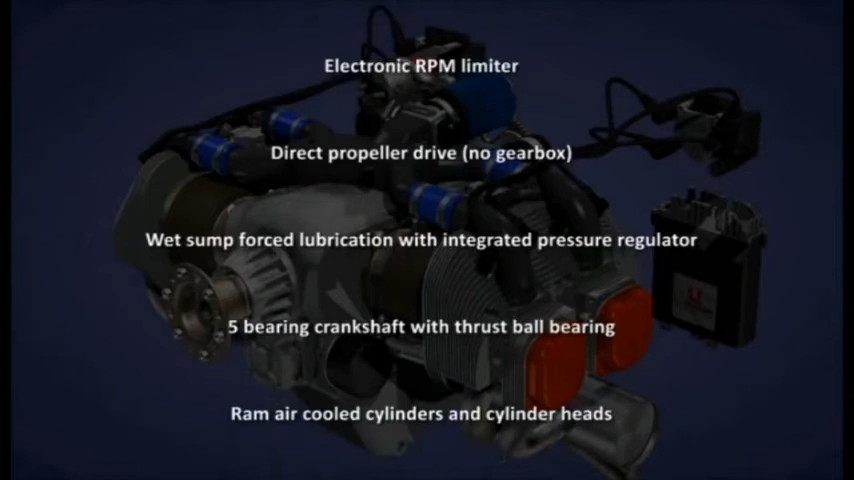 Electronic RPM limiter
Direct propeller drive (no gearbox)
Wet sump forced lubrication with integrated pressure regulator
5 bearing crankshaft with thrust ball bearing
Ram air cooled cylinders and cylinder heads